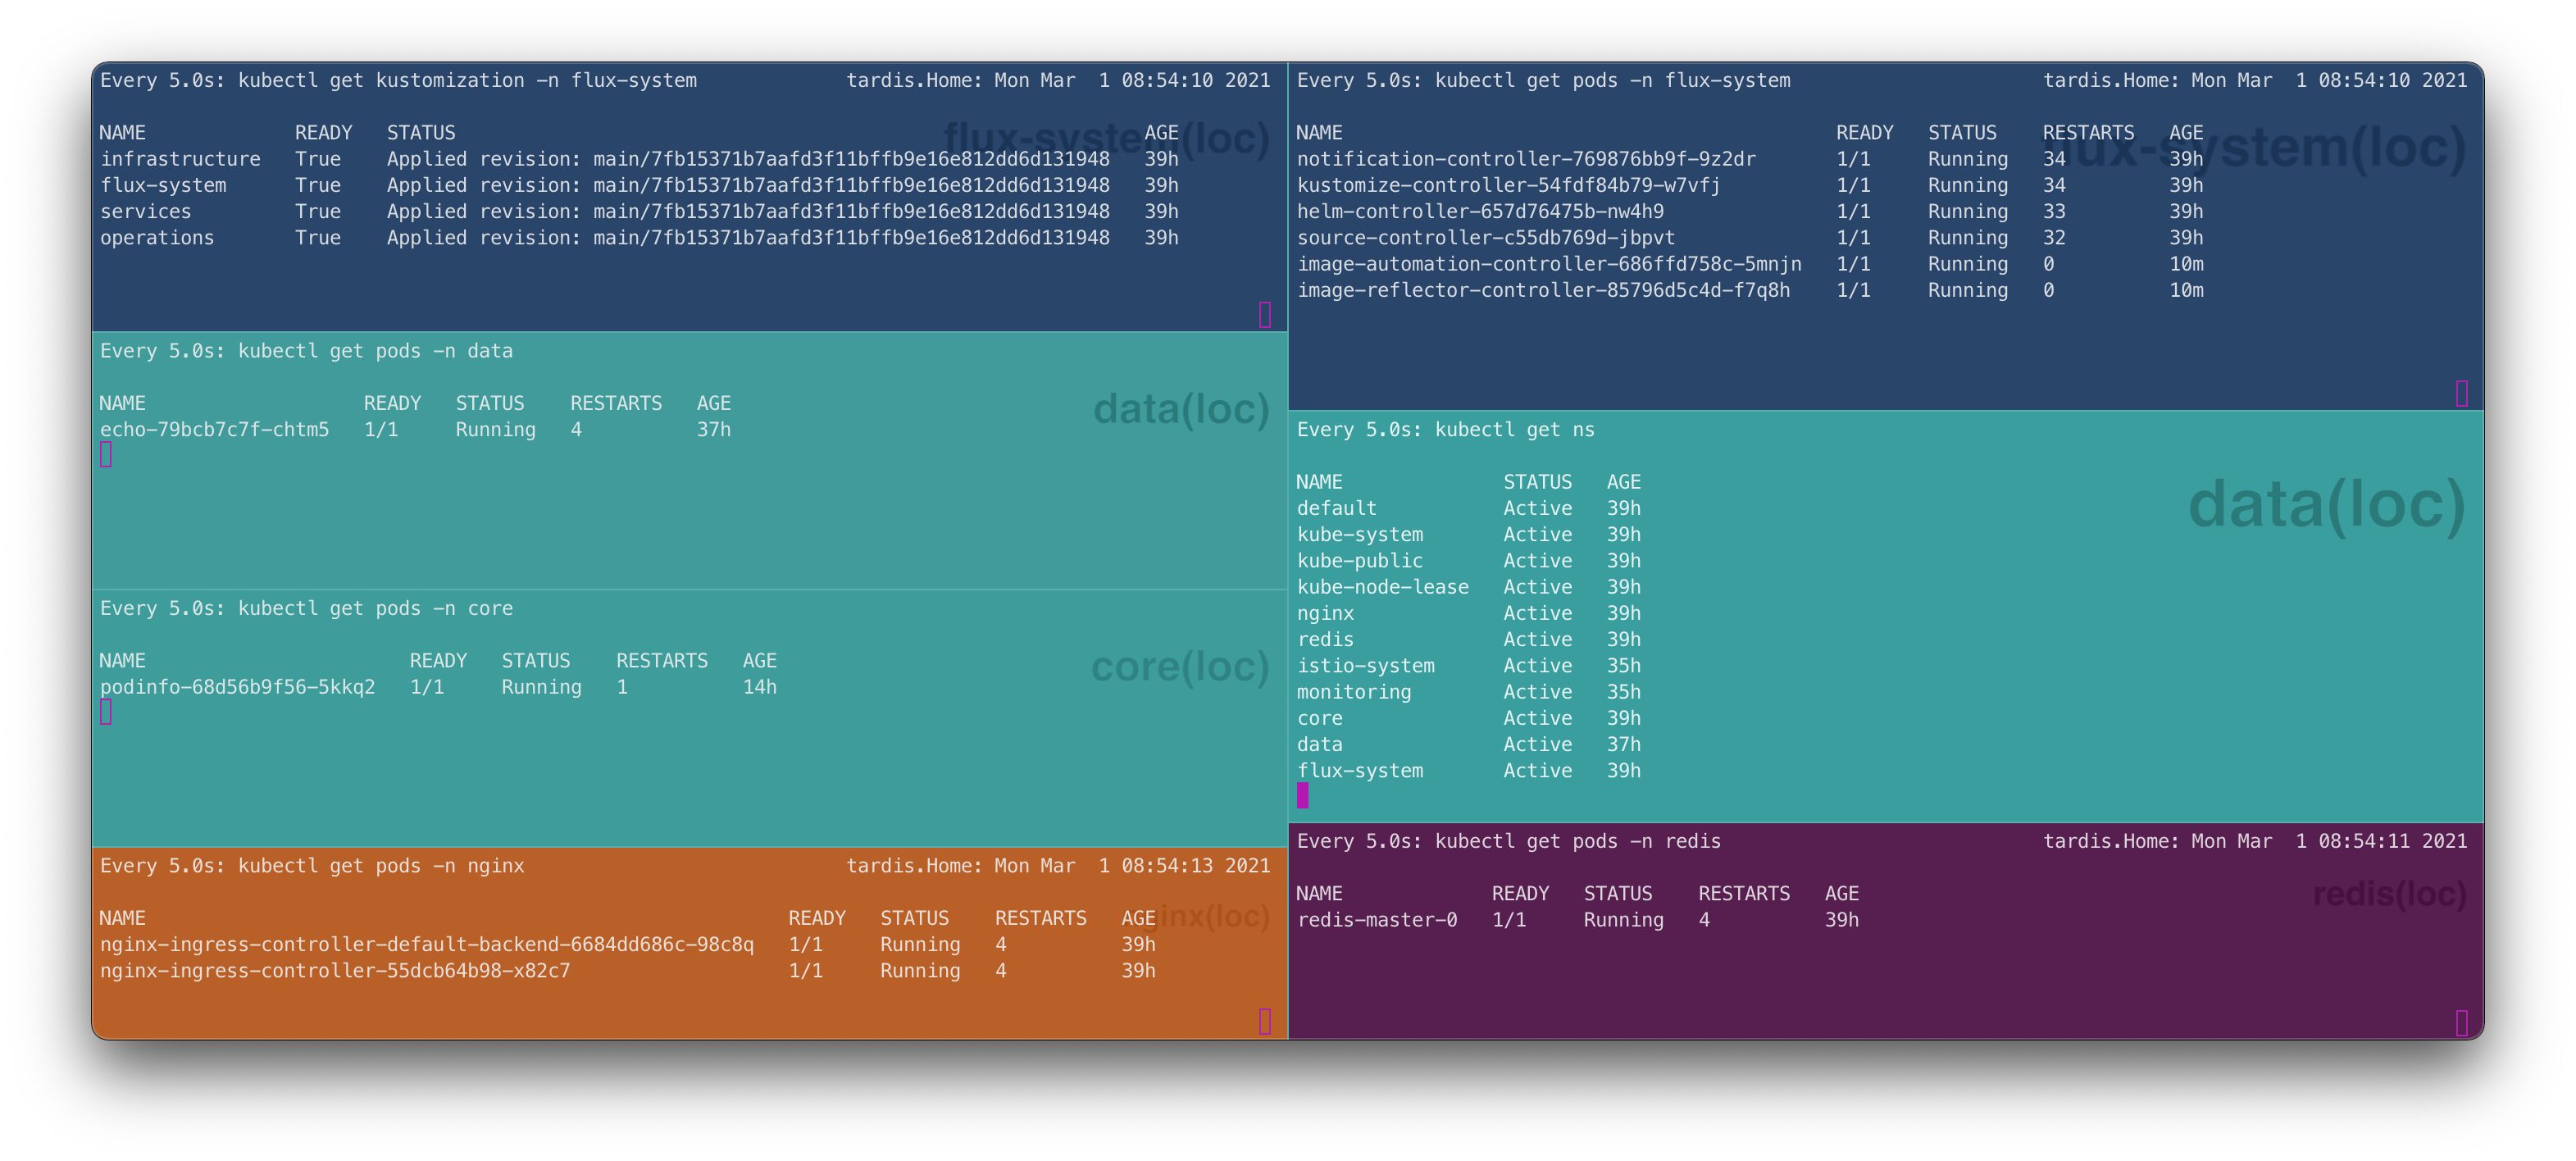 Every 5.0s: kubectl get kustomization -n flux-system tardis.Home: Mon Mar 1 08:54:10 2021
flux-system(loc)
NAME READY STATUS AGE
infrastructure True Applied revision: main/7fb15371b7aafd3f11bffb9e16e812dd6d131948 39h
flux-system True Applied revision: main/7fb15371b7aafd3f11bffb9e16e812dd6d131948 39h
services True Applied revision: main/7fb15371b7aafd3f11bffb9e16e812dd6d131948 39h
operations True Applied revision: main/7fb15371b7aafd3f11bffb9e16e812dd6d131948 39h
Every 5.0s: kubectl get pods -n data
data(loc)
NAME READY STATUS RESTARTS AGE
echo-79bcb7c7f-chtm5 1/1 Running 4 37h
Every 5.0s: kubectl get pods -n core
core(loc)
NAME READY STATUS RESTARTS AGE
podinfo-68d56b9f56-5kkq2 1/1 Running 1 14h
Every 5.0s: kubectl get pods -n nginx tardis.Home: Mon Mar 1 08:54:13 2021
nginx(loc)
NAME READY STATUS RESTARTS AGE
nginx-ingress-controller-default-backend-6684dd686c-98c8q 1/1 Running 4 39h
nginx-ingress-controller-55dcb64b98-x82c7 1/1 Running 4 39h
Every 5.0s: kubectl get pods -n flux-system tardis.Home: Mon Mar 1 08:54:10 2021
flux-system(loc)
NAME READY STATUS RESTARTS AGE
notification-controller-769876bb9f-9z2dr 1/1 Running 34 39h
kustomize-controller-54fdf84b79-w7vfj 1/1 Running 34 39h
helm-controller-657d76475b-nw4h9 1/1 Running 33 39h
source-controller-c55db769d-jbpvt 1/1 Running 32 39h
image-automation-controller-686ffd758c-5mnjn 1/1 Running 0 10m
image-reflector-controller-85796d5c4d-f7q8h 1/1 Running 0 10m
Every 5.0s: kubectl get ns
data(loc)
NAME STATUS AGE
default Active 39h
kube-system Active 39h
kube-public Active 39h
kube-node-lease Active 39h
nginx Active 39h
redis Active 39h
istio-system Active 35h
monitoring Active 35h
core Active 39h
data Active 37h
flux-system Active 39h
Every 5.0s: kubectl get pods -n redis tardis.Home: Mon Mar 1 08:54:11 2021
redis(loc)
NAME READY STATUS RESTARTS AGE
redis-master-0 1/1 Running 4 39h